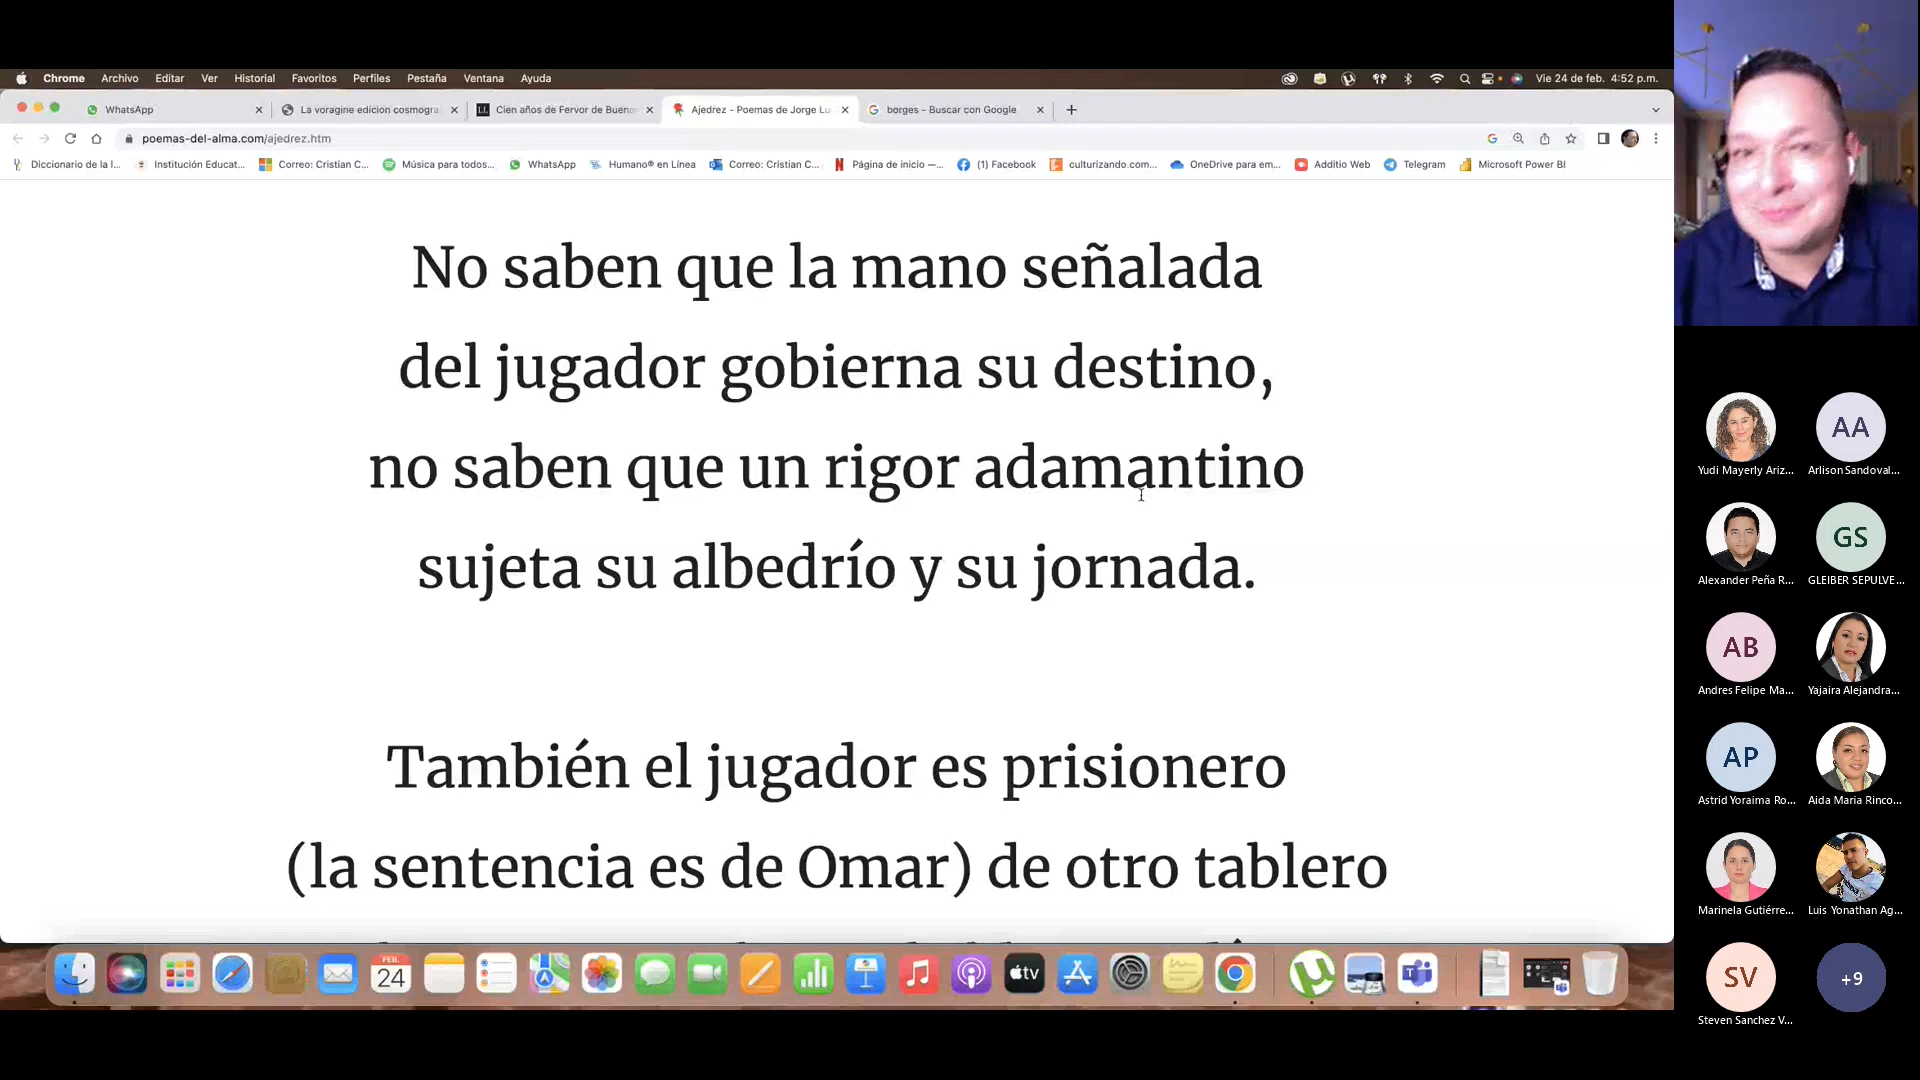 Chrome Archivo Editar Ver Historial Favoritos Perfiles Pestaña Ventana Ayuda Vie 24 de feb. 4:52 p.m.
WhatsApp La voragine edicion cosmogra Cien años de Fervor de Bueno Ajedrez - Poemas de Jorge Lu borges - Buscar con Google
poemas-del-alma.com/ajedrez.htm
Diccionario de la l... Institución Educat... Correo: Cristian C... Música para todos... WhatsApp Humano® en Línea Correo: Cristian C... Página de inicio —... (1) Facebook culturizando.com... OneDrive para em... Additio Web Telegram Microsoft Power BI
No saben que la mano señalada
del jugador gobierna su destino,
no saben que un rigor adamantino
sujeta su albedrío y su jornada.
También el jugador es prisionero
(la sentencia es de Omar) de otro tablero
FEB.
24
tv
AA
Yudi Mayerly Ariz... Arlison Sandoval...
GS
Alexander Peña R... GLEIBER SEPULVE...
AB
Andres Felipe Ma... Yajaira Alejandra...
AP
Astrid Yoraima Ro... Aida Maria Rinco...
Marinela Gutiérre... Luis Yonathan Ag...
SV +9
Steven Sanchez V...